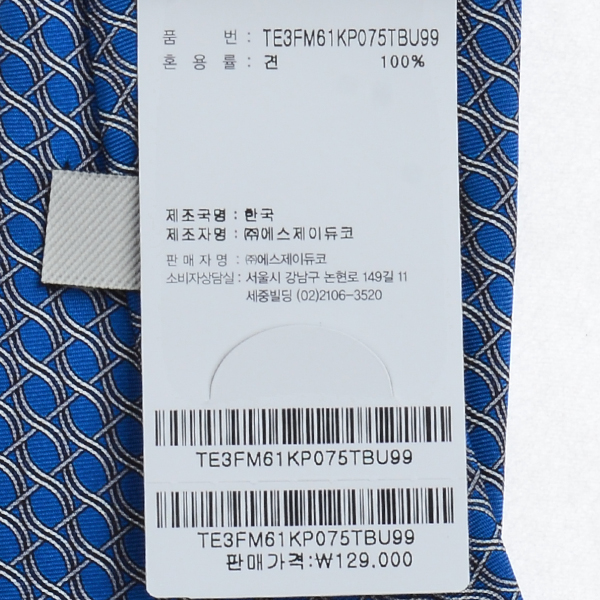 품 번 : TE3FM61KP075TBU99
혼 용 률 : 견 100%
제조국명 : 한국
제조자명 : ㈜에스제이듀코
판 매 자 명 : ㈜에스제이듀코
소비자상담실 : 서울시 강남구 논현로 149길 11
세중빌딩 (02)2106-3520
TE3FM61KP075TBU99
TE3FM61KP075TBU99
판매가격:₩129.000